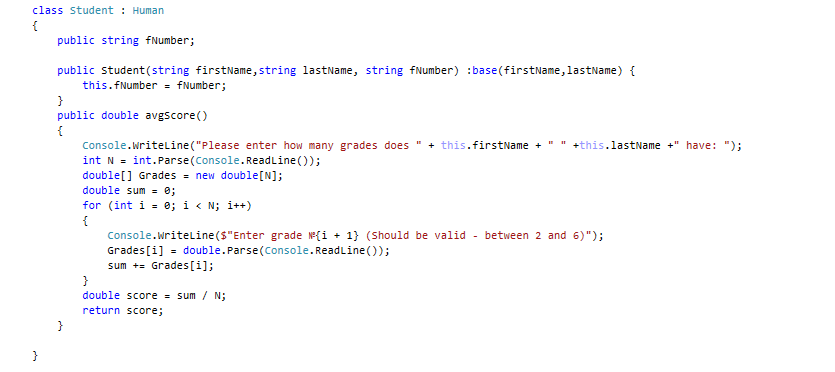 class Student : Human
{
public string fNumber;
public Student(string firstName,string lastName, string fNumber) :base(firstName,lastName) {
this.fNumber = fNumber;
}
public double avgScore()
{
Console.WriteLine("Please enter how many grades does " + this.firstName + " " +this.lastName +" have: ");
int N = int.Parse(Console.ReadLine());
double[] Grades = new double[N];
double sum = 0;
for (int i = 0; i < N; i++)
{
Console.WriteLine($"Enter grade №{i + 1} (Should be valid - between 2 and 6)");
Grades[i] = double.Parse(Console.ReadLine());
sum += Grades[i];
}
double score = sum / N;
return score;
}
}